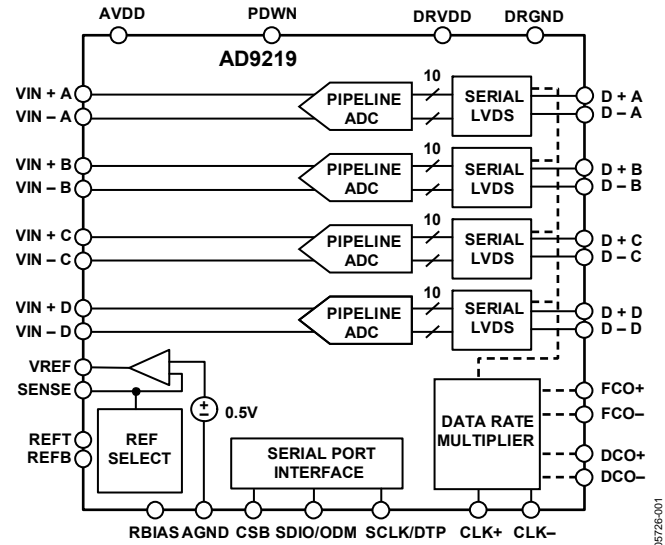 AVDD PDWN DRVDD DRGND
AD9219
VIN + A
VIN – A
PIPELINE
ADC
10
SERIAL
LVDS
D + A
D – A
VIN + B
VIN – B
PIPELINE
ADC
10
SERIAL
LVDS
D + B
D – B
VIN + C
VIN – C
PIPELINE
ADC
10
SERIAL
LVDS
D + C
D – C
VIN + D
VIN – D
PIPELINE
ADC
10
SERIAL
LVDS
D + D
D – D
VREF
SENSE
0.5V
REFT
REFB
REF
SELECT
SERIAL PORT
INTERFACE
DATA RATE
MULTIPLIER
FCO+
FCO–
DCO+
DCO–
RBIAS AGND CSB SDIO/ODM SCLK/DTP CLK+ CLK–
05726-001